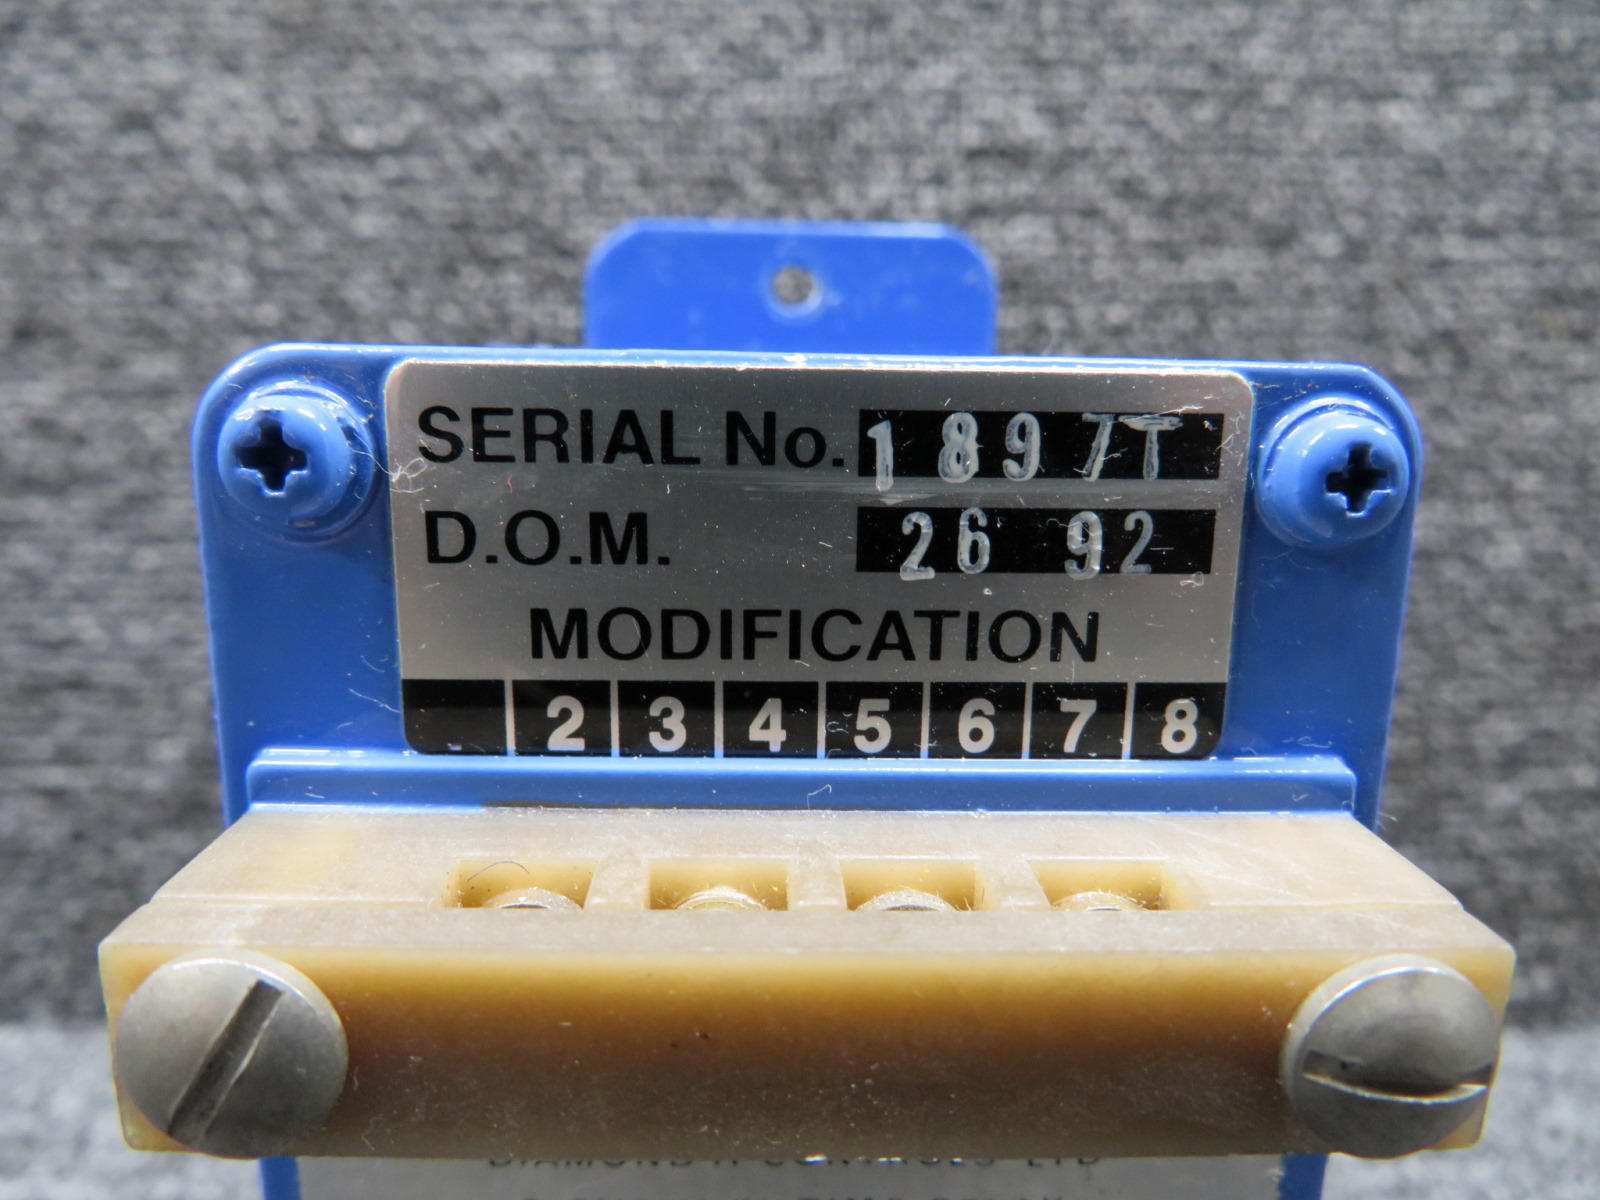 SERIAL No. 1897T
D.O.M. 26 92
MODIFICATION
2 3 4 5 6 7 8